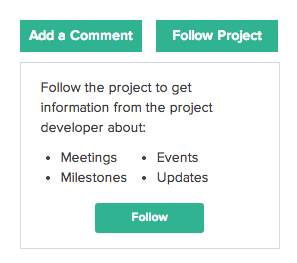 Add a Comment Follow Project
Follow the project to get
information from the project
developer about:
• Meetings • Events
• Milestones • Updates
Follow